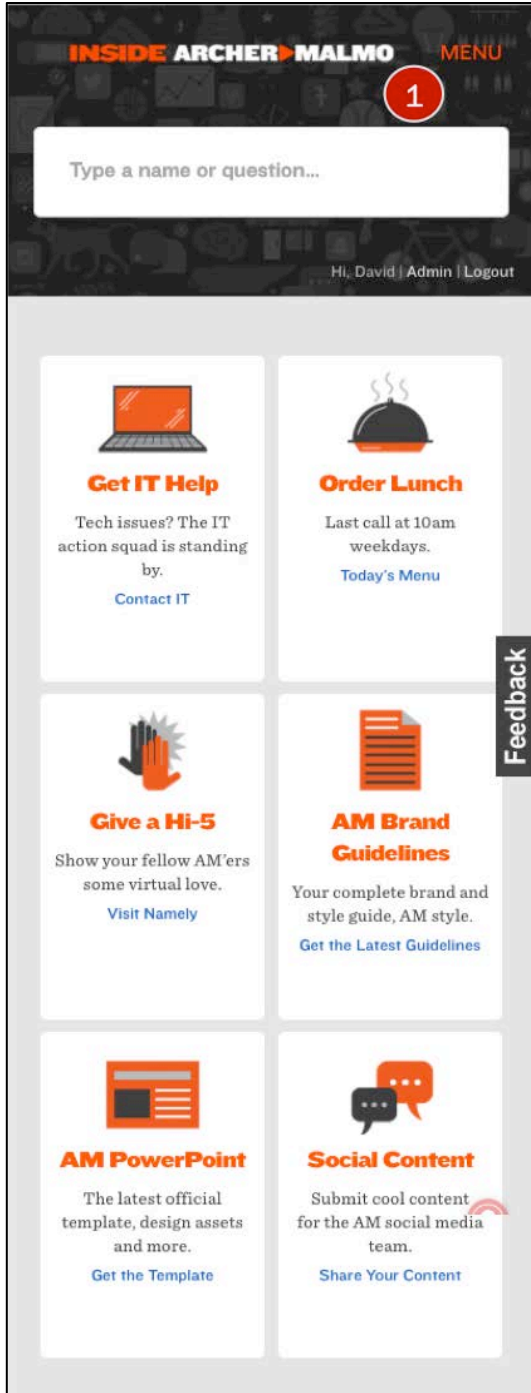 INSIDE ARCHER MALMO MENU
1
Type a name or question...
Hi, David | Admin | Logout
Get IT Help
Tech issues? The IT
action squad is standing
by.
Contact IT
Order Lunch
Last call at 10am
weekdays.
Today's Menu
Feedback
Give a Hi-5
Show your fellow AM'ers
some virtual love.
Visit Namely
AM Brand
Guidelines
Your complete brand and
style guide, AM style.
Get the Latest Guidelines
AM PowerPoint
The latest official
template, design assets
and more.
Get the Template
Social Content
Submit cool content
for the AM social media
team.
Share Your Content